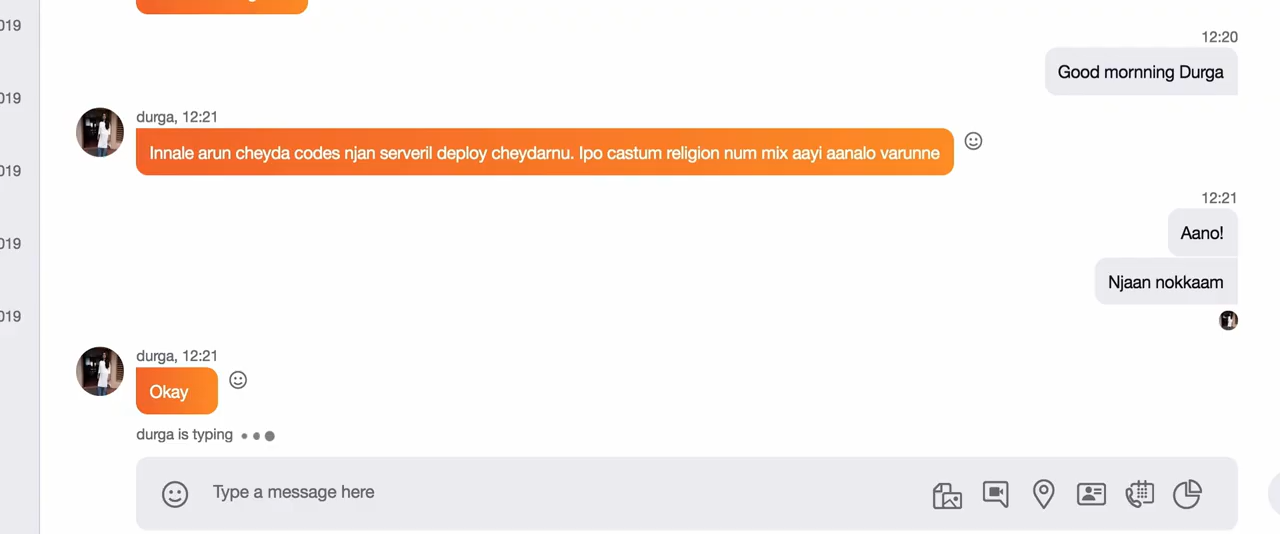 019
12:20
Good mornning Durga
019
durga, 12:21
Innale arun cheyda codes njan serveril deploy cheydarnu. Ipo castum religion num mix aayi aanalo varunne
019
12:21
Aano!
019
Njaan nokkaam
019
durga, 12:21
Okay
durga is typing
Type a message here